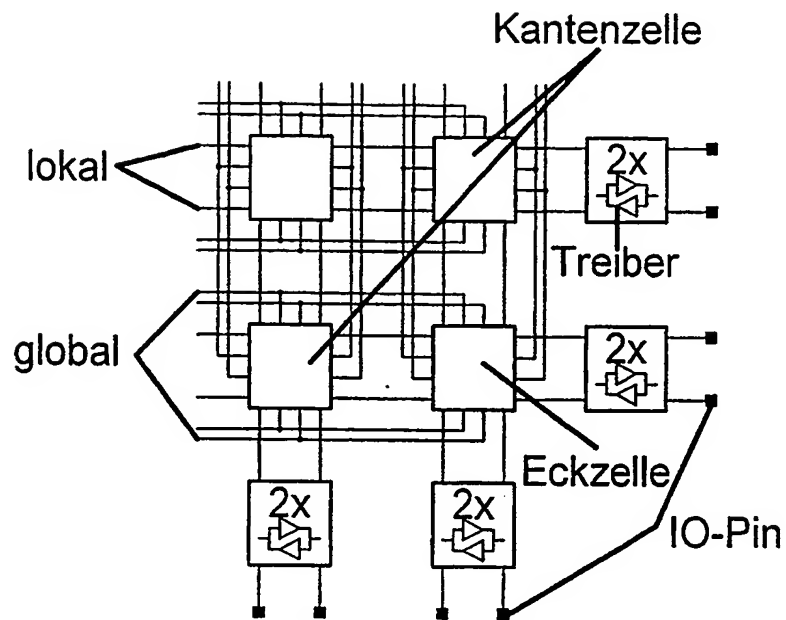 Kantenzelle
lokal
2x
Treiber
global
2x
Eckzelle
2x
2x
IO-Pin